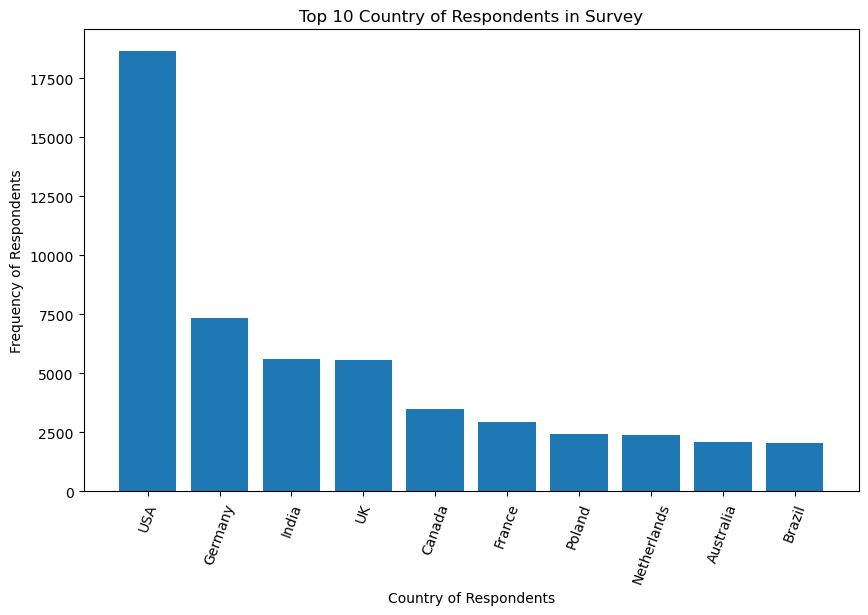 Top 10 Country of Respondents in Survey
Frequency of Respondents
17500
15000
12500
10000
7500
5000
2500
0
USA
Germany
India
UK
Canada
France
Poland
Netherlands
Australia
Brazil
Country of Respondents